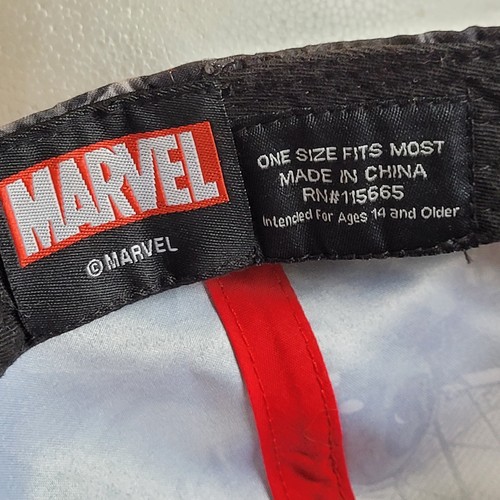 MARVEL
© MARVEL
ONE SIZE FITS MOST
MADE IN CHINA
RN#115665
Intended For Ages 14 and Older